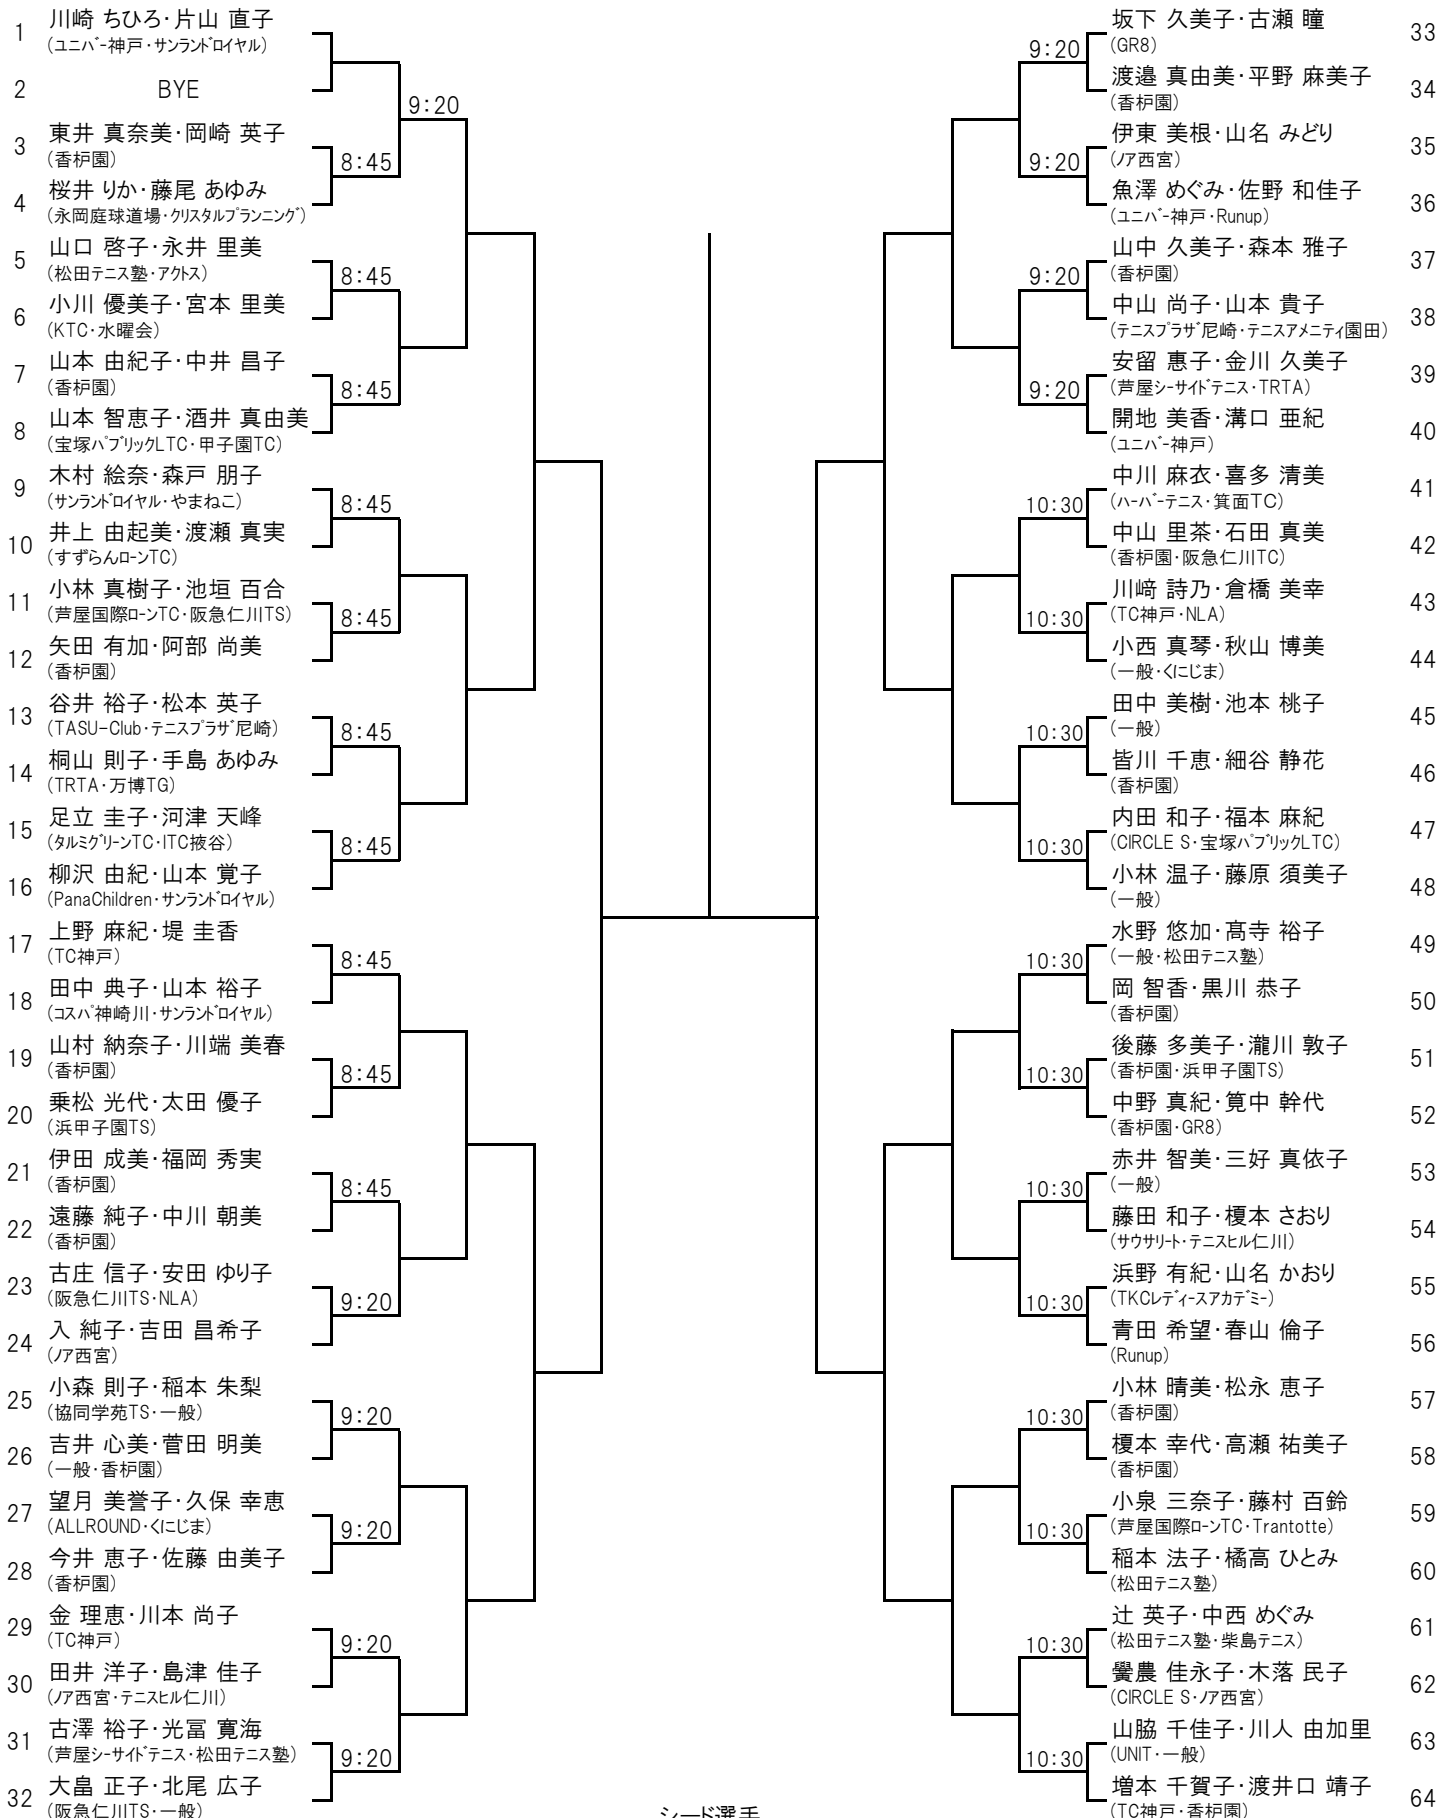 1 川崎 ちひろ・片山 直子
(ユニバー神戸・サンランドロイヤル)
2 BYE
9:20
3 東井 真奈美・岡崎 英子
(香枦園)
8:45
4 桜井 りか・藤尾 あゆみ
(永岡庭球道場・クリスタルプランニング)
5 山口 啓子・永井 里美
(松田テニス塾・アクトス)
8:45
6 小川 優美子・宮本 里美
(KTC・水曜会)
7 山本 由紀子・中井 昌子
(香枦園)
8:45
8 山本 智恵子・酒井 真由美
(宝塚パブリックLTC・甲子園TC)
9 木村 絵奈・森戸 朋子
(サンランドロイヤル・やまねこ)
8:45
10 井上 由起美・渡瀬 真実
(すずらんローンTC)
11 小林 真樹子・池垣 百合
(芦屋国際ローンTC・阪急仁川TS)
8:45
12 矢田 有加・阿部 尚美
(香枦園)
13 谷井 裕子・松本 英子
(TASU-Club・テニスプラザ尼崎)
8:45
14 桐山 則子・手島 あゆみ
(TRTA・万博TG)
15 足立 圭子・河津 天峰
(タルミグリーンTC・ITC掖谷)
8:45
16 柳沢 由紀・山本 覚子
(PanaChildren・サンランドロイヤル)
17 上野 麻紀・堤 圭香
(TC神戸)
8:45
18 田中 典子・山本 裕子
(コスパ神崎川・サンランドロイヤル)
19 山村 納奈子・川端 美春
(香枦園)
8:45
20 乗松 光代・太田 優子
(浜甲子園TS)
21 伊田 成美・福岡 秀実
(香枦園)
8:45
22 遠藤 純子・中川 朝美
(香枦園)
23 古庄 信子・安田 ゆり子
(阪急仁川TS・NLA)
9:20
24 入 純子・吉田 昌希子
(ノア西宮)
25 小森 則子・稲本 朱梨
(協同学苑TS・一般)
9:20
26 吉井 心美・菅田 明美
(一般・香枦園)
27 望月 美誉子・久保 幸恵
(ALLROUND・くにじま)
9:20
28 今井 恵子・佐藤 由美子
(香枦園)
29 金 理恵・川本 尚子
(TC神戸)
9:20
30 田井 洋子・島津 佳子
(ノア西宮・テニスヒル仁川)
31 古澤 裕子・光冨 寛海
(芦屋シーサイドテニス・松田テニス塾)
9:20
32 大畠 正子・北尾 広子
(阪急仁川TS・一般)
シード選手
坂下 久美子・古瀬 瞳 33
(GR8)
9:20
渡邉 真由美・平野 麻美子 34
(香枦園)
伊東 美根・山名 みどり 35
(ノア西宮)
9:20
魚澤 めぐみ・佐野 和佳子 36
(ユニバー神戸・Runup)
山中 久美子・森本 雅子 37
(香枦園)
9:20
中山 尚子・山本 貴子 38
(テニスプラザ尼崎・テニスアメニティ園田)
安留 惠子・金川 久美子 39
(芦屋シーサイドテニス・TRTA)
9:20
開地 美香・溝口 亜紀 40
(ユニバー神戸)
中川 麻衣・喜多 清美 41
(ハーバーテニス・箕面TC)
10:30
中山 里茶・石田 真美 42
(香枦園・阪急仁川TC)
川﨑 詩乃・倉橋 美幸 43
(TC神戸・NLA)
10:30
小西 真琴・秋山 博美 44
(一般・くにじま)
田中 美樹・池本 桃子 45
(一般)
10:30
皆川 千恵・細谷 静花 46
(香枦園)
内田 和子・福本 麻紀 47
(CIRCLE S・宝塚パブリックLTC)
10:30
小林 温子・藤原 須美子 48
(一般)
水野 悠加・髙寺 裕子 49
(一般・松田テニス塾)
10:30
岡 智香・黒川 恭子 50
(香枦園)
後藤 多美子・瀧川 敦子 51
(香枦園・浜甲子園TS)
10:30
中野 真紀・筧中 幹代 52
(香枦園・GR8)
赤井 智美・三好 真依子 53
(一般)
10:30
藤田 和子・榎本 さおり 54
(サウサリート・テニスヒル仁川)
浜野 有紀・山名 かおり 55
(TKCレディースアカデミー)
10:30
青田 希望・春山 倫子 56
(Runup)
小林 晴美・松永 恵子 57
(香枦園)
10:30
榎本 幸代・高瀬 祐美子 58
(香枦園)
小泉 三奈子・藤村 百鈴 59
(芦屋国際ローンTC・Trantotte)
10:30
稲本 法子・橘高 ひとみ 60
(松田テニス塾)
辻 英子・中西 めぐみ 61
(松田テニス塾・柴島テニス)
10:30
黌農 佳永子・木落 民子 62
(CIRCLE S・ノア西宮)
山脇 千佳子・川人 由加里 63
(UNIT・一般)
10:30
増本 千賀子・渡井口 靖子 64
(TC神戸・香枦園)